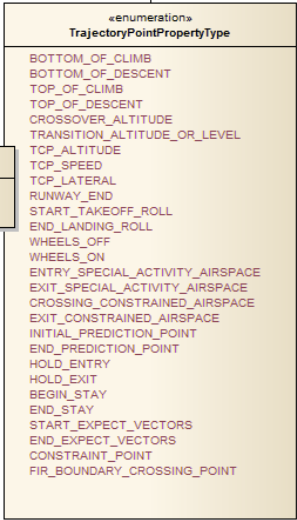 «enumeration»
TrajectoryPointPropertyType
BOTTOM_OF_CLIMB
BOTTOM_OF_DESCENT
TOP_OF_CLIMB
TOP_OF_DESCENT
CROSSOVER_ALTITUDE
TRANSITION_ALTITUDE_OR_LEVEL
TCP_ALTITUDE
TCP_SPEED
TCP_LATERAL
RUNWAY_END
START_TAKEOFF_ROLL
END_LANDING_ROLL
WHEELS_OFF
WHEELS_ON
ENTRY_SPECIAL_ACTIVITY_AIRSPACE
EXIT_SPECIAL_ACTIVITY_AIRSPACE
CROSSING_CONSTRAINED_AIRSPACE
EXIT_CONSTRAINED_AIRSPACE
INITIAL_PREDICTION_POINT
END_PREDICTION_POINT
HOLD_ENTRY
HOLD_EXIT
BEGIN_STAY
END_STAY
START_EXPECT_VECTORS
END_EXPECT_VECTORS
CONSTRAINT_POINT
FIR_BOUNDARY_CROSSING_POINT